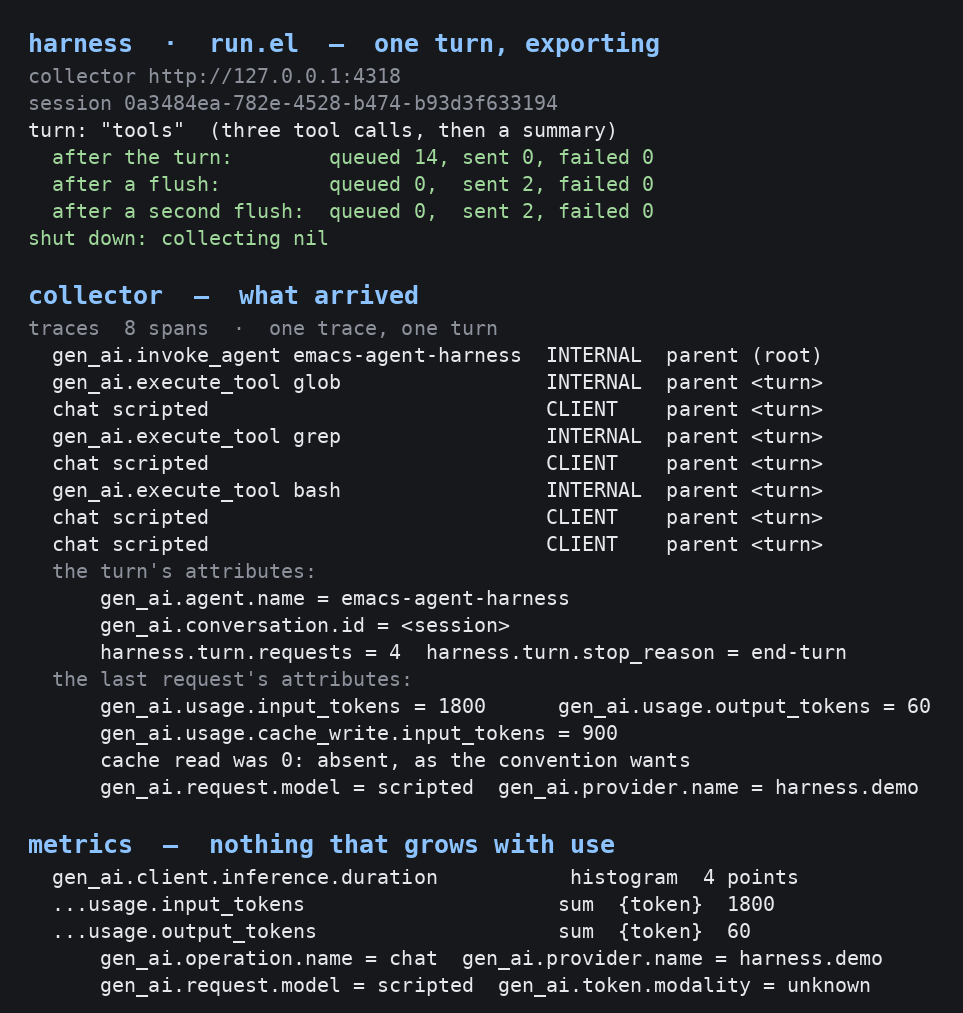 harness  ·  run.el  —  one turn, exporting
collector http://127.0.0.1:4318
session 0a3484ea-782e-4528-b474-b93d3f633194
turn: "tools"  (three tool calls, then a summary)
  after the turn:        queued 14, sent 0, failed 0
  after a flush:         queued 0,  sent 2, failed 0
  after a second flush:  queued 0,  sent 2, failed 0
shut down: collecting nil
collector  —  what arrived
traces  8 spans  ·  one trace, one turn
  gen_ai.invoke_agent emacs-agent-harness  INTERNAL  parent (root)
  gen_ai.execute_tool glob                 INTERNAL  parent <turn>
  chat scripted                            CLIENT    parent <turn>
  gen_ai.execute_tool grep                 INTERNAL  parent <turn>
  chat scripted                            CLIENT    parent <turn>
  gen_ai.execute_tool bash                 INTERNAL  parent <turn>
  chat scripted                            CLIENT    parent <turn>
  chat scripted                            CLIENT    parent <turn>
  the turn's attributes:
      gen_ai.agent.name = emacs-agent-harness
      gen_ai.conversation.id = <session>
      harness.turn.requests = 4  harness.turn.stop_reason = end-turn
  the last request's attributes:
      gen_ai.usage.input_tokens = 1800      gen_ai.usage.output_tokens = 60
      gen_ai.usage.cache_write.input_tokens = 900
      cache read was 0: absent, as the convention wants
      gen_ai.request.model = scripted  gen_ai.provider.name = harness.demo
metrics  —  nothing that grows with use
  gen_ai.client.inference.duration           histogram  4 points
  ...usage.input_tokens                     sum  {token}  1800
  ...usage.output_tokens                    sum  {token}  60
      gen_ai.operation.name = chat  gen_ai.provider.name = harness.demo
      gen_ai.request.model = scripted  gen_ai.token.modality = unknown